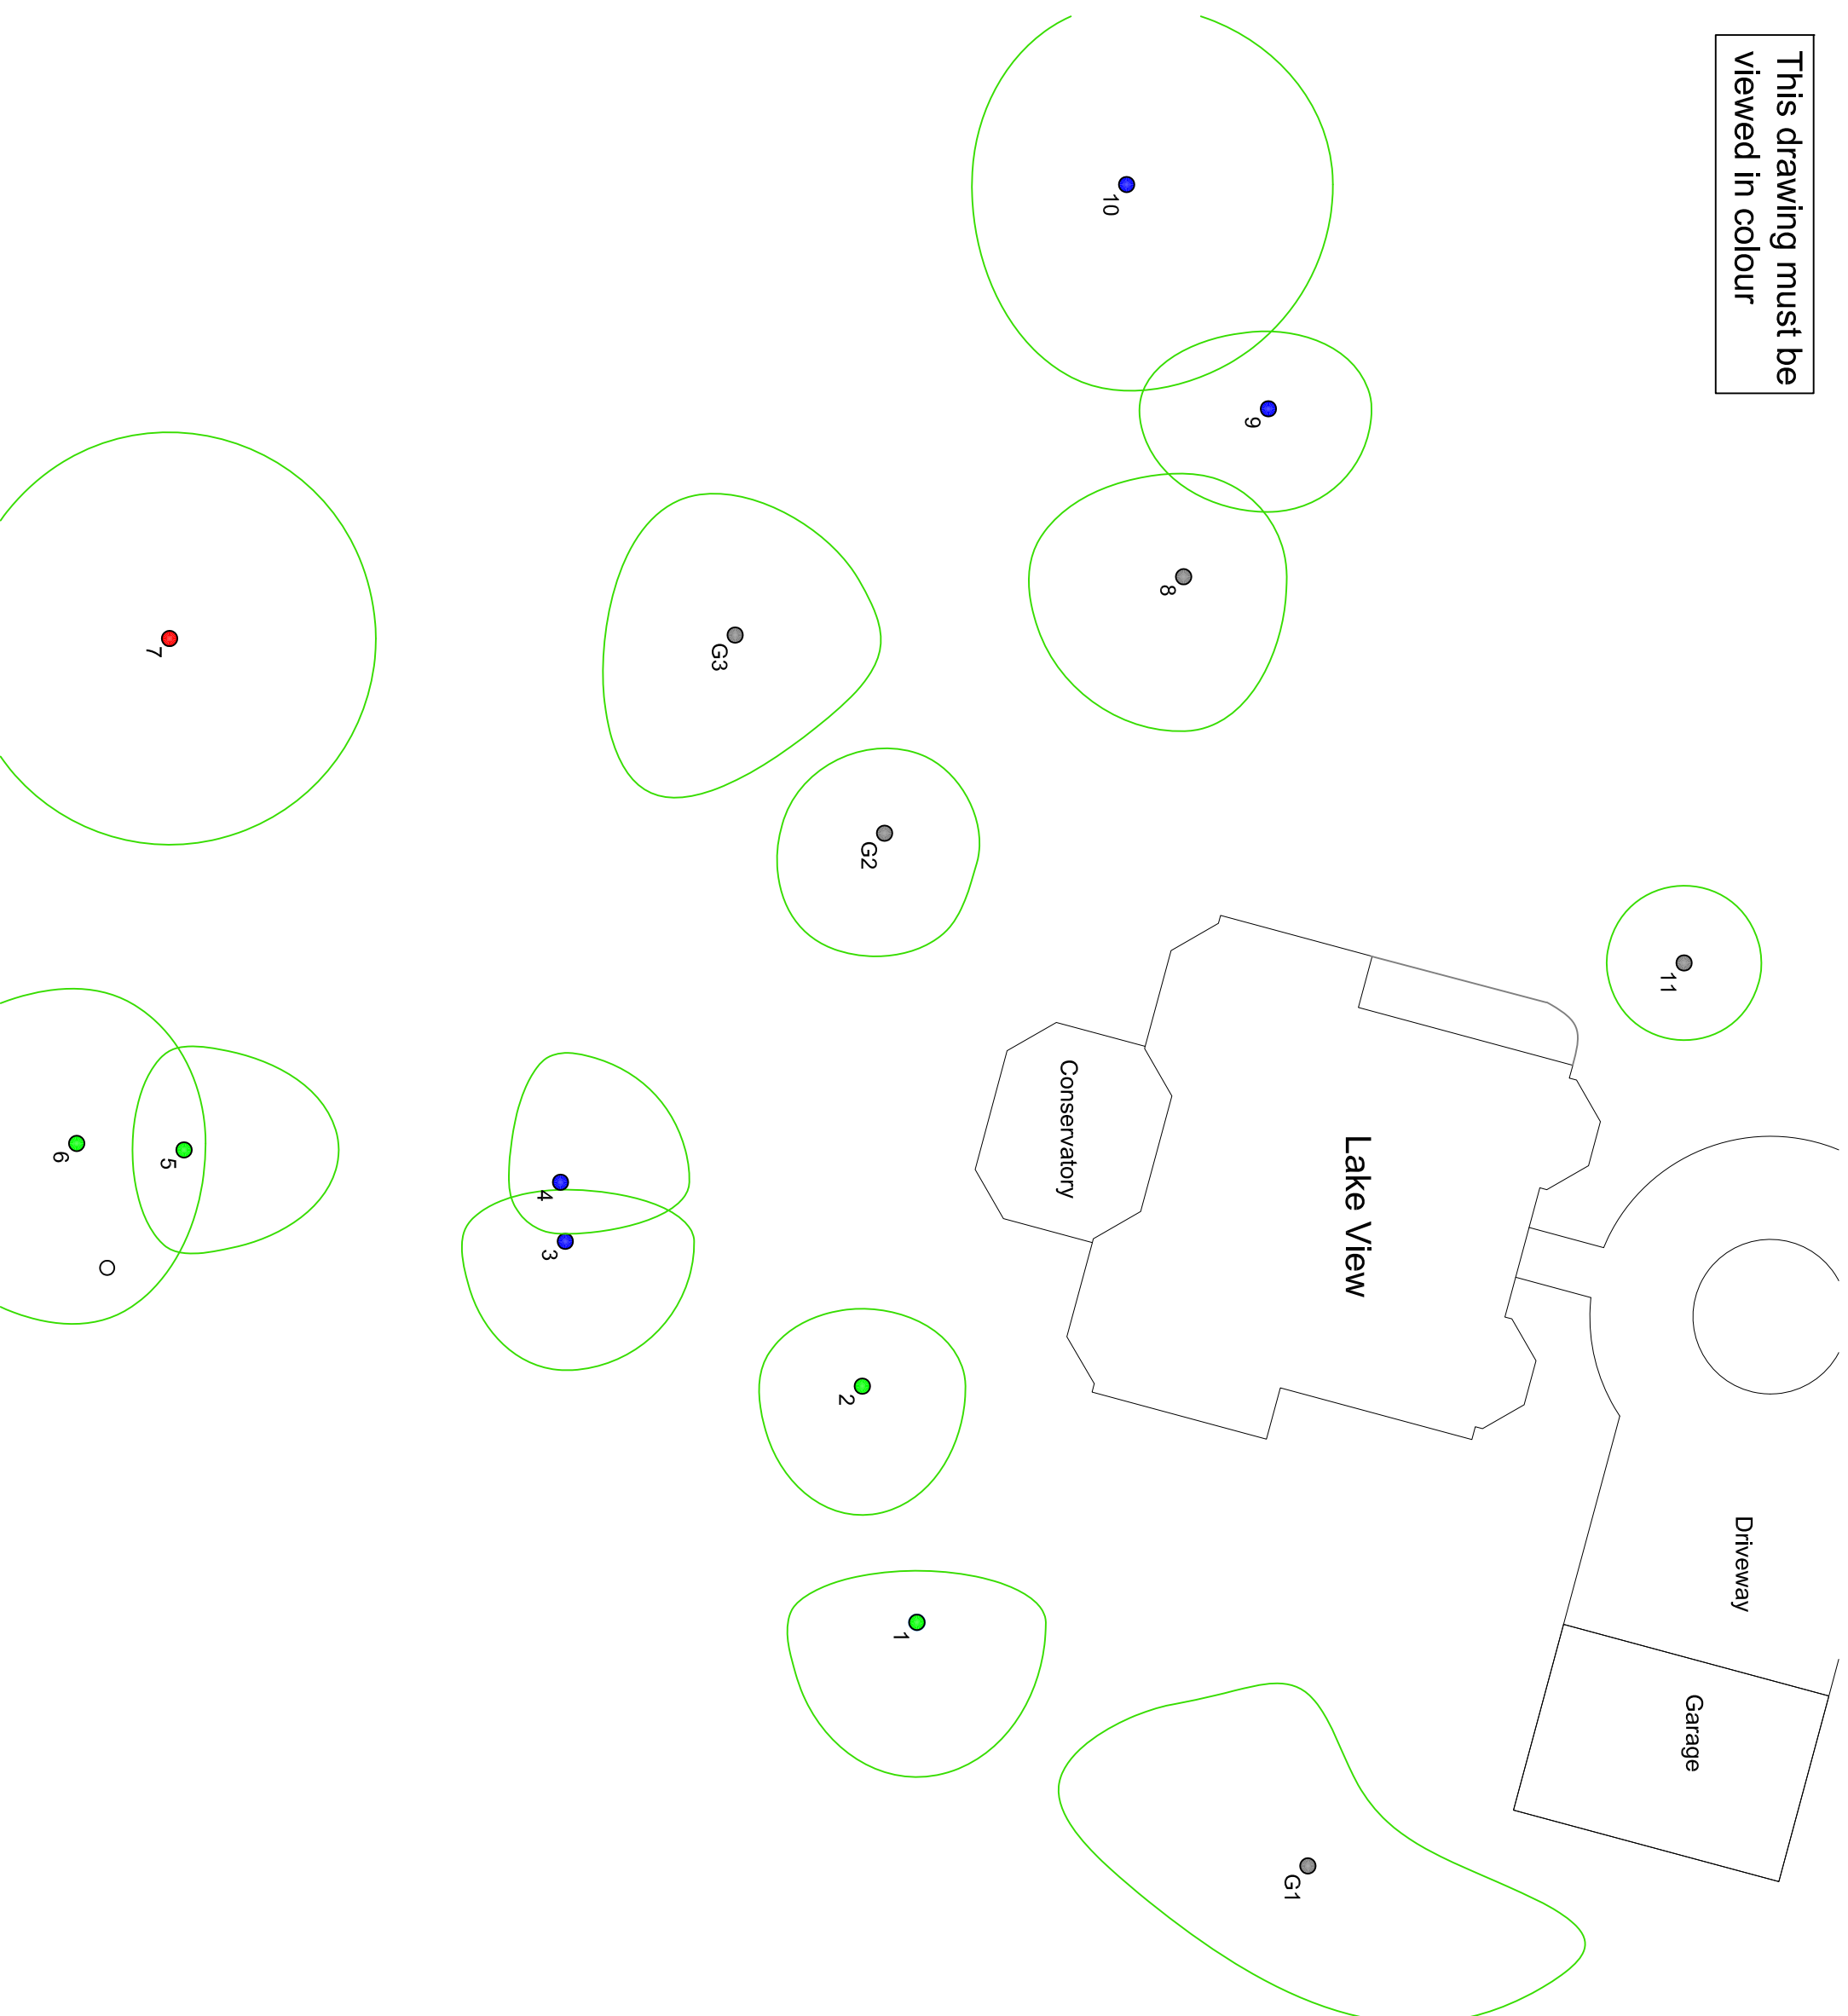 This drawing must be
viewed in colour
10
9
8
7
G3
G2
11
6
5
4
3
2
1
G1
Conservatory
Lake View
Driveway
Garage